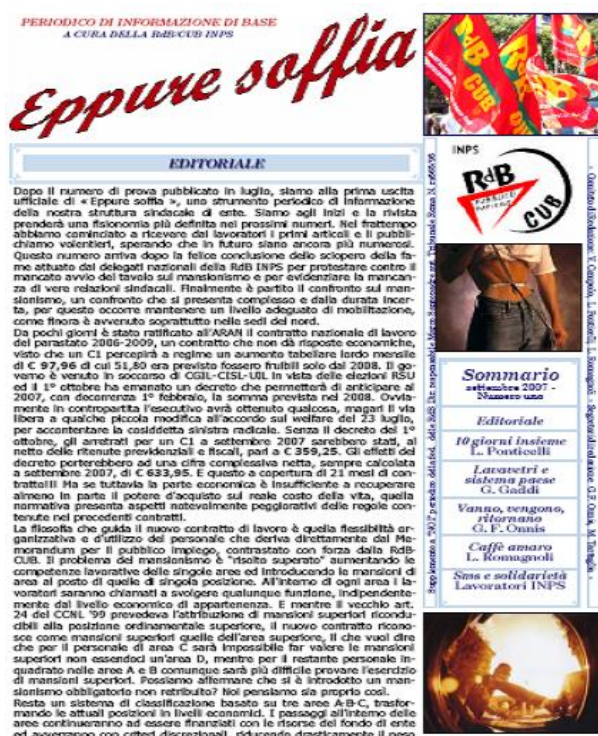 PERIODICO DI INFORMAZIONE DI BASE
A CURA DELLA RdB/CUB INPS
Eppure soffia
EDITORIALE
Dopo il numero di prova pubblicato in luglio, siamo alla prima uscita
ufficiale di « Eppure soffia », uno strumento periodico di informazione
della nostra struttura sindacale di ente. Siamo agli inizi e la rivista
prenderà una fisionomia più definita nei prossimi numeri. Nel frattempo
abbiamo cominciato a ricevere dai lavoratori i primi articoli e li pubbli-
chiamo volentieri, sperando che in futuro siano ancora più numerosi.
Questo numero arriva dopo la felice conclusione dello sciopero della fa-
me attuato dai delegati nazionali della RdB INPS per protestare contro il
mancato avvio del tavolo sul mansionismo e per evidenziare la mancan-
za di vere relazioni sindacali. Finalmente è partito il confronto sul man-
sionismo, un confronto che si presenta complesso e dalla durata incer-
ta, per questo occorre mantenere un livello adeguato di mobilitazione,
come finora è avvenuto soprattutto nelle sedi del nord.
Da pochi giorni è stato ratificato all'ARAN il contratto nazionale di lavoro
del parastato 2006-2009, un contratto che non dà risposte economiche,
visto che un C1 percepirà a regime un aumento tabellare lordo mensile
di € 97,96 di cui 51,80 era previsto fossero fruibili solo dal 2008. Il go-
verno è venuto in soccorso di CGIL-CISL-UIL in vista delle elezioni RSU
ed il 1° ottobre ha emanato un decreto che permetterà di anticipare al
2007, con decorrenza 1° febbraio, la somma prevista nel 2008. Ovvia-
mente in contropartita l'esecutivo avrà ottenuto qualcosa, magari il via
libera a qualche piccola modifica all'accordo sul welfare del 23 luglio,
per accontentare la cosiddetta sinistra radicale. Senza il decreto del 1°
ottobre, gli arretrati per un C1 a settembre 2007 sarebbero stati, al
netto delle ritenute previdenziali e fiscali, pari a € 359,25. Gli effetti del
decreto porterebbero ad una cifra complessiva netta, sempre calcolata
a settembre 2007, di € 633,95. E questo a copertura di 21 mesi di con-
tratto!!! Ma se tuttavia la parte economica è insufficiente a recuperare
almeno in parte il potere d'acquisto sul reale costo della vita, quella
normativa presenta aspetti notevolmente peggiorativi delle regole con-
tenute nei precedenti contratti.
La filosofia che guida il nuovo contratto di lavoro è quella flessibilità or-
ganizzativa e d'utilizzo del personale che deriva direttamente dal Me-
morandum per il pubblico impiego, contrastato con forza dalla RdB-
CUB. Il problema del mansionismo è "risolto superato" aumentando le
competenze lavorative delle singole aree ed introducendo le mansioni di
area al posto di quelle di singola posizione. All'interno di ogni area i la-
voratori saranno chiamati a svolgere qualunque funzione, indipendente-
mente dal livello economico di appartenenza. E mentre il vecchio art.
24 del CCNL '99 prevedeva l'attribuzione di mansioni superiori ricondu-
cibili alla posizione ordinamentale superiore, il nuovo contratto ricono-
sce come mansioni superiori quelle dell'area superiore, il che vuol dire
che per il personale di area C sarà impossibile far valere le mansioni
superiori non essendoci un'area D, mentre per il restante personale in-
quadrato nelle aree A e B comunque sarà più difficile provare l'esercizio
di mansioni superiori. Possiamo affermare che si è introdotto un man-
sionismo obbligatorio non retribuito? Noi pensiamo sia proprio così.
Resta un sistema di classificazione basato su tre aree A-B-C, trasfor-
mando le attuali posizioni in livelli economici. I passaggi all'interno delle
aree continueranno ad essere finanziati con le risorse del fondo di ente
ed avverranno con criteri discrezionali, riducendo drasticamente il peso
RdB
CUB
INPS
RdB
PUBBLICO
IMPIEGO
CUB
Sommario
settembre 2007 -
Numero uno
Editoriale
10 giorni insieme
L. Ponticelli
Lavavetri e
sistema paese
G. Gaddi
Vanno, vengono,
ritornano
G. F. Onnis
Caffè amaro
L. Romagnoli
Sms e solidarietà
Lavoratori INPS